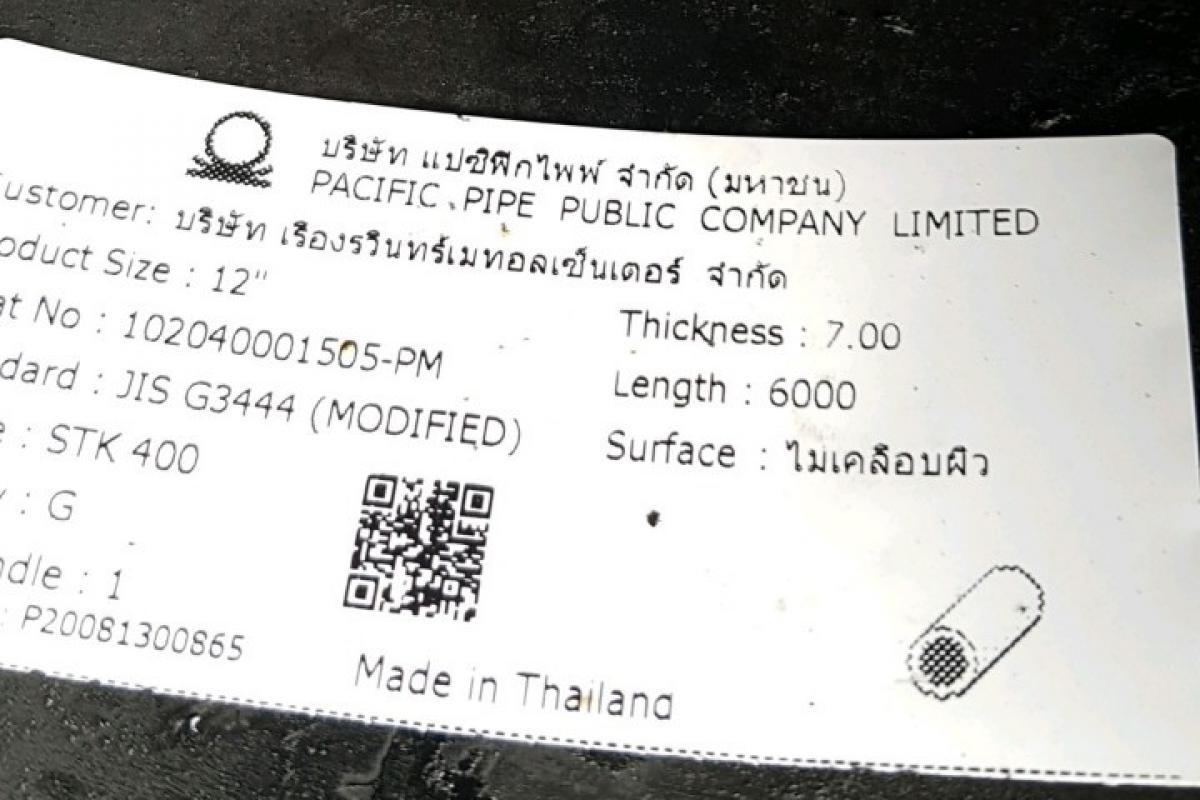 บริษัท แปซิฟิกไพพ์ จำกัด (มหาชน)
PACIFIC PIPE PUBLIC COMPANY LIMITED
ustomer: บริษัท เรืองรวินทร์เมทอลเซ็นเตอร์ จำกัด
oduct Size : 12"
Thickness : 7.00
at No : 102040001505-PM
Length : 6000
dard : JIS G3444 (MODIFIED)
Surface : ไม่เคลือบผิว
e : STK 400
: G
dle : 1
: P20081300865
Made in Thailand